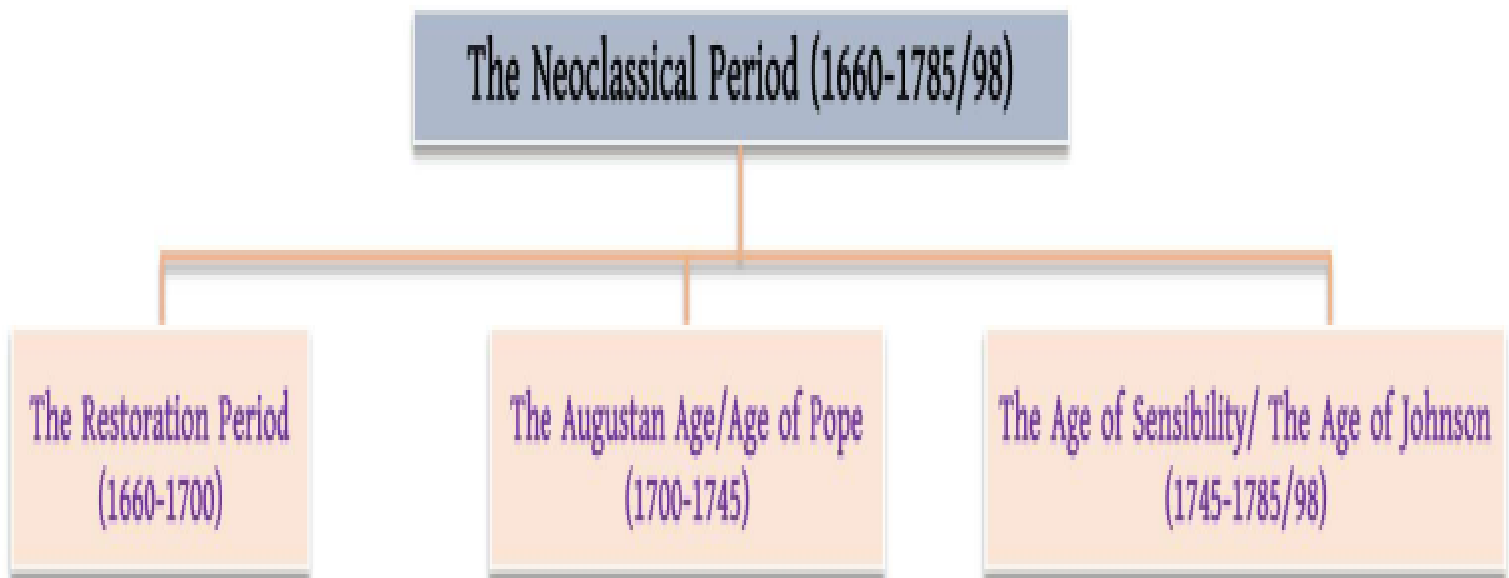 The Neoclassical Period (1660-1785/98)
The Restoration Period
(1660-1700)
The Augustan Age/Age of Pope
(1700-1745)
The Age of Sensibility/ The Age of Johnson
(1745-1785/98)